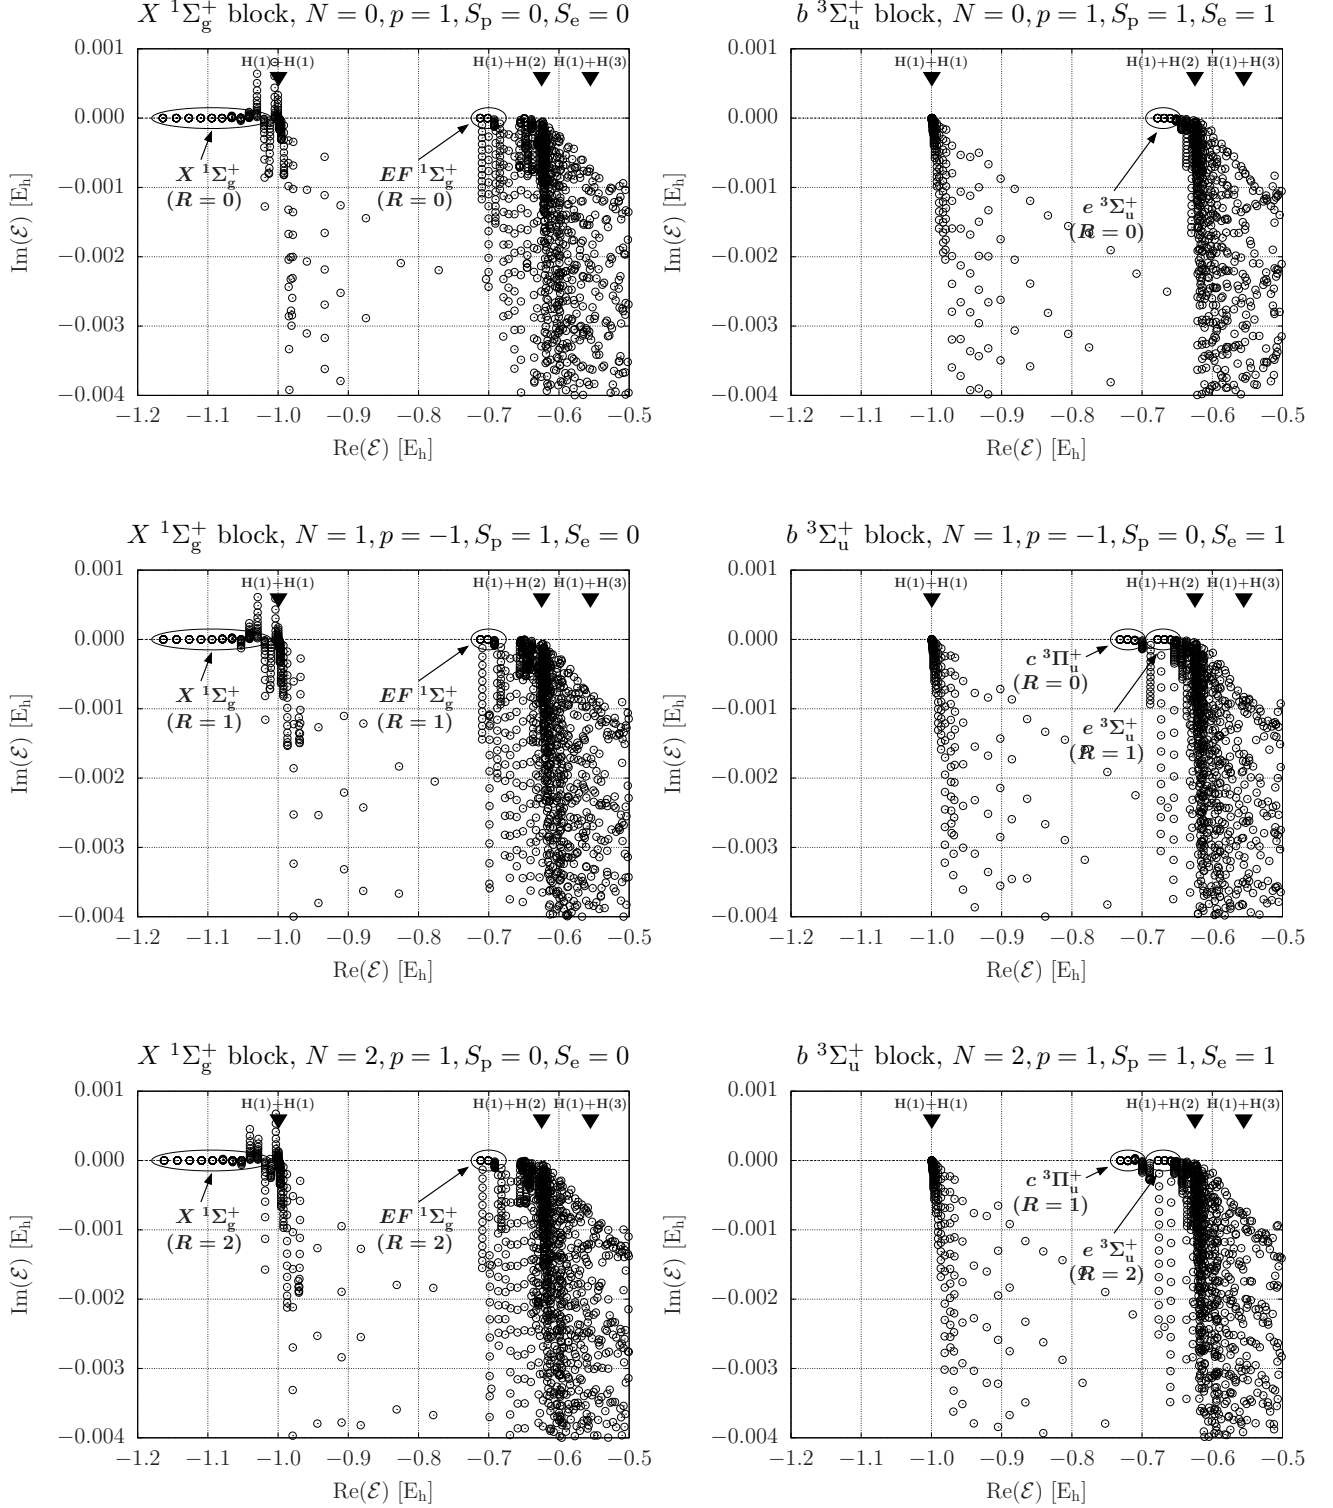 X ¹Σg⁺ block, N = 0, p = 1, Sp = 0, Se = 0
0.001
0.000
−0.001
−0.002
−0.003
−0.004
Im(ℰ) [Eh]
H(1)+H(1)
H(1)+H(2)
H(1)+H(3)
X ¹Σg⁺
(R = 0)
EF ¹Σg⁺
(R = 0)
−1.2 −1.1 −1.0 −0.9 −0.8 −0.7 −0.6 −0.5
Re(ℰ) [Eh]
b ³Σu⁺ block, N = 0, p = 1, Sp = 1, Se = 1
0.001
0.000
−0.001
−0.002
−0.003
−0.004
Im(ℰ) [Eh]
H(1)+H(1)
H(1)+H(2)
H(1)+H(3)
e ³Σu⁺
(R = 0)
−1.2 −1.1 −1.0 −0.9 −0.8 −0.7 −0.6 −0.5
Re(ℰ) [Eh]
X ¹Σg⁺ block, N = 1, p = −1, Sp = 1, Se = 0
0.001
0.000
−0.001
−0.002
−0.003
−0.004
Im(ℰ) [Eh]
H(1)+H(1)
H(1)+H(2)
H(1)+H(3)
X ¹Σg⁺
(R = 1)
EF ¹Σg⁺
(R = 1)
−1.2 −1.1 −1.0 −0.9 −0.8 −0.7 −0.6 −0.5
Re(ℰ) [Eh]
b ³Σu⁺ block, N = 1, p = −1, Sp = 0, Se = 1
0.001
0.000
−0.001
−0.002
−0.003
−0.004
Im(ℰ) [Eh]
H(1)+H(1)
H(1)+H(2)
H(1)+H(3)
c ³Πu⁺
(R = 0)
e ³Σu⁺
(R = 1)
−1.2 −1.1 −1.0 −0.9 −0.8 −0.7 −0.6 −0.5
Re(ℰ) [Eh]
X ¹Σg⁺ block, N = 2, p = 1, Sp = 0, Se = 0
0.001
0.000
−0.001
−0.002
−0.003
−0.004
Im(ℰ) [Eh]
H(1)+H(1)
H(1)+H(2)
H(1)+H(3)
X ¹Σg⁺
(R = 2)
EF ¹Σg⁺
(R = 2)
−1.2 −1.1 −1.0 −0.9 −0.8 −0.7 −0.6 −0.5
Re(ℰ) [Eh]
b ³Σu⁺ block, N = 2, p = 1, Sp = 1, Se = 1
0.001
0.000
−0.001
−0.002
−0.003
−0.004
Im(ℰ) [Eh]
H(1)+H(1)
H(1)+H(2)
H(1)+H(3)
c ³Πu⁺
(R = 1)
e ³Σu⁺
(R = 2)
−1.2 −1.1 −1.0 −0.9 −0.8 −0.7 −0.6 −0.5
Re(ℰ) [Eh]